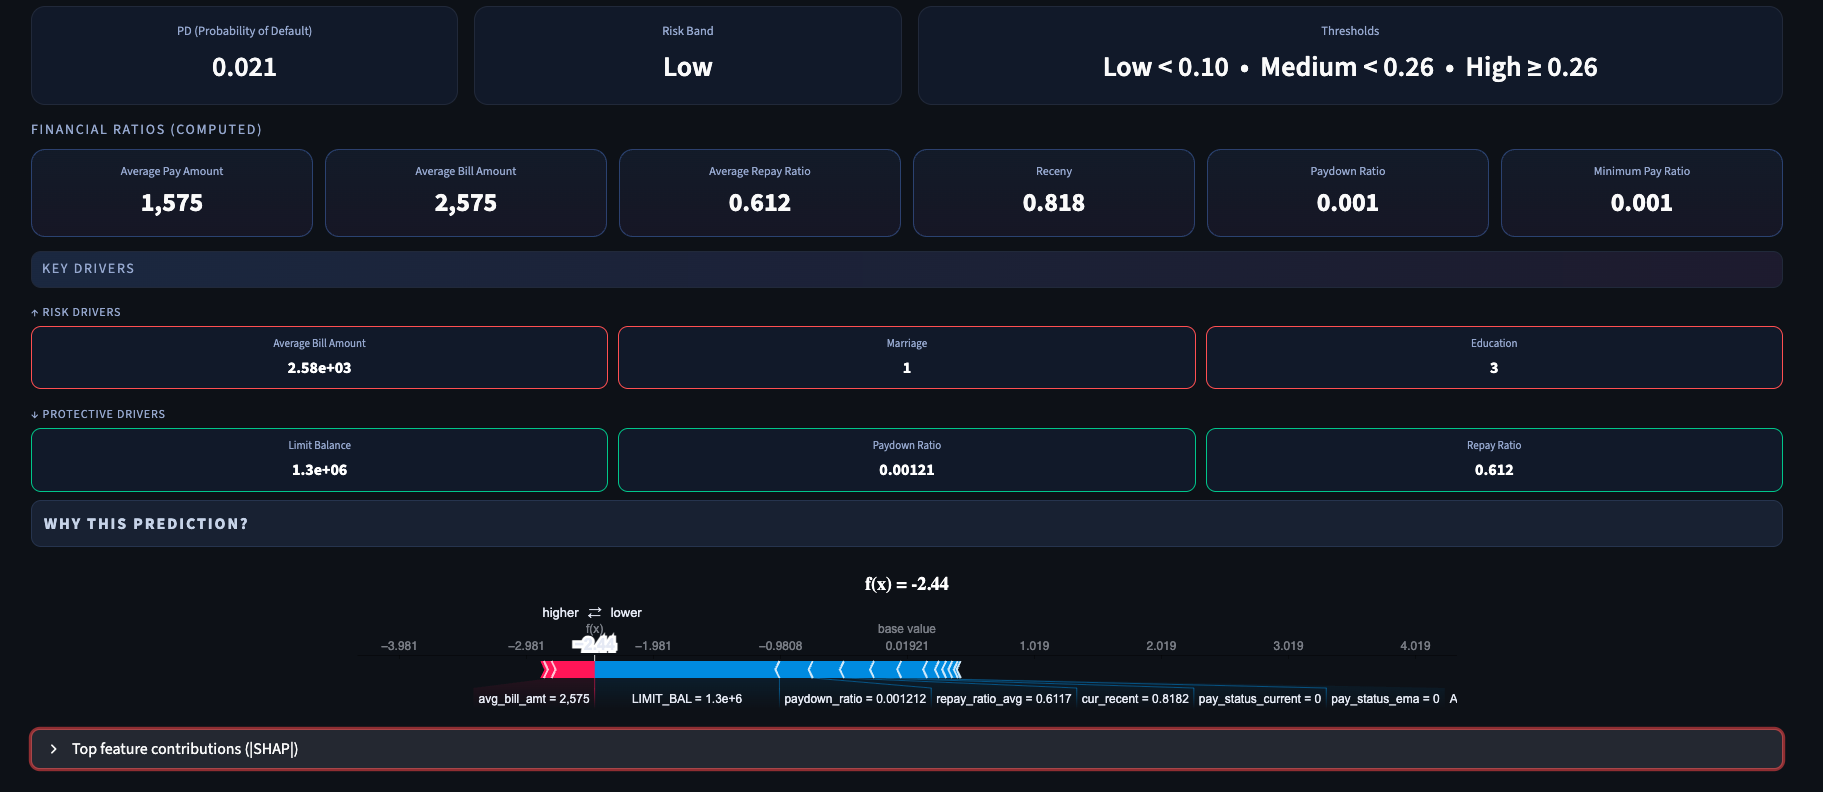 PD (Probability of Default)
0.021
Risk Band
Low
Thresholds
Low < 0.10 • Medium < 0.26 • High ≥ 0.26
FINANCIAL RATIOS (COMPUTED)
Average Pay Amount
1,575
Average Bill Amount
2,575
Average Repay Ratio
0.612
Receny
0.818
Paydown Ratio
0.001
Minimum Pay Ratio
0.001
KEY DRIVERS
↑ RISK DRIVERS
Average Bill Amount
2.58e+03
Marriage
1
Education
3
↓ PROTECTIVE DRIVERS
Limit Balance
1.3e+06
Paydown Ratio
0.00121
Repay Ratio
0.612
WHY THIS PREDICTION?
f(x) = -2.44
higher ⇄ lower
f(x) base value
−3.981 −2.981 −2.44 −1.981 −0.9808 0.01921 1.019 2.019 3.019 4.019
avg_bill_amt = 2,575 LIMIT_BAL = 1.3e+6 paydown_ratio = 0.001212 repay_ratio_avg = 0.6117 cur_recent = 0.8182 pay_status_current = 0 pay_status_ema = 0 A
Top feature contributions (|SHAP|)